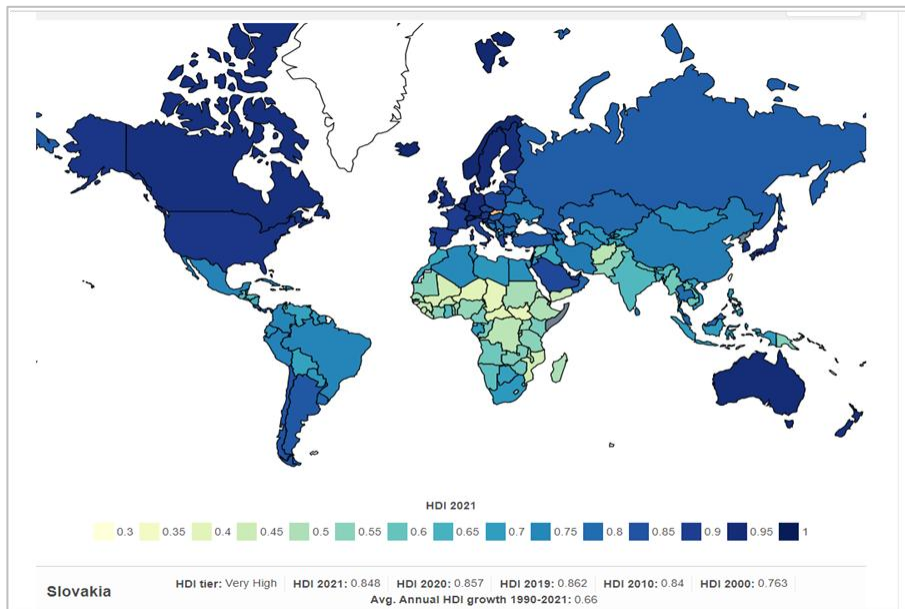 HDI 2021
0.3 0.35 0.4 0.45 0.5 0.55 0.6 0.65 0.7 0.75 0.8 0.85 0.9 0.95 1
Slovakia
HDI tier: Very High HDI 2021: 0.848 HDI 2020: 0.857 HDI 2019: 0.862 HDI 2010: 0.84 HDI 2000: 0.763
Avg. Annual HDI growth 1990-2021: 0.66